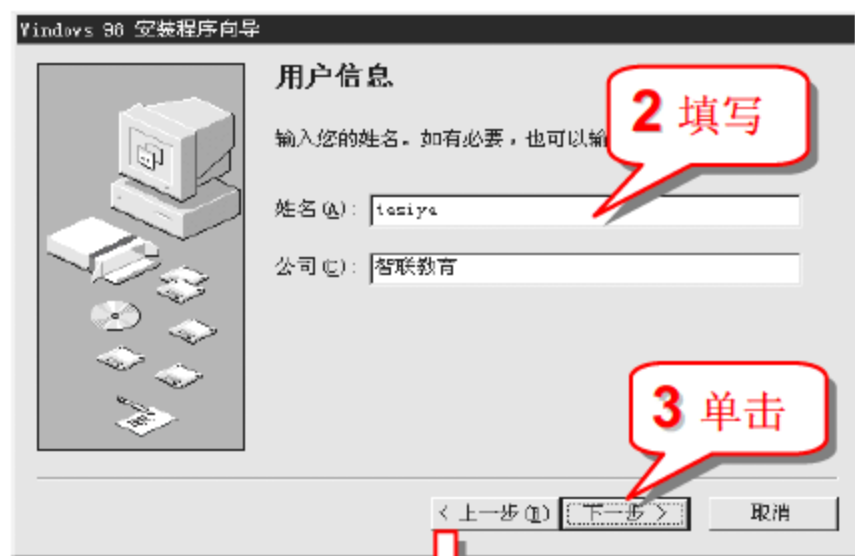 Windows 98 安装程序向导
用户信息
2 填写
输入您的姓名。如有必要，也可以输
姓名(A): tasiya
公司(C): 智联教育
3 单击
< 上一步(B) 下一步 > 取消